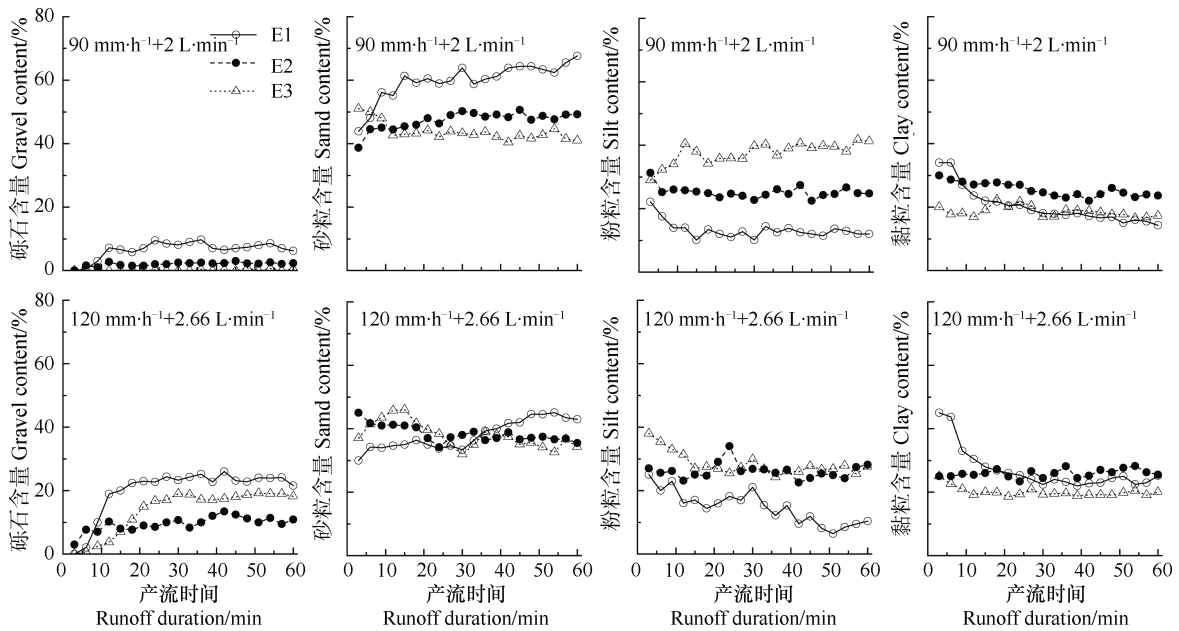 砾石含量 Gravel content/%
80
60
40
20
0
90 mm·h⁻¹+2 L·min⁻¹
E1
E2
E3
砂粒含量 Samd content/%
90 mm·h⁻¹+2 L·min⁻¹
粉粒含量 Silt content/%
90 mm·h⁻¹+2 L·min⁻¹
黏粒含量 Clay content/%
90 mm·h⁻¹+2 L·min⁻¹
砾石含量 Gravel content/%
80
60
40
20
0
120 mm·h⁻¹+2.66 L·min⁻¹
0 10 20 30 40 50 60
产流时间
Runoff duration/min
砂粒含量 Samd content/%
120 mm·h⁻¹+2.66 L·min⁻¹
0 10 20 30 40 50 60
产流时间
Runoff duration/min
粉粒含量 Silt content/%
120 mm·h⁻¹+2.66 L·min⁻¹
0 10 20 30 40 50 60
产流时间
Runoff duration/min
黏粒含量 Clay content/%
120 mm·h⁻¹+2.66 L·min⁻¹
0 10 20 30 40 50 60
产流时间
Runoff duration/min